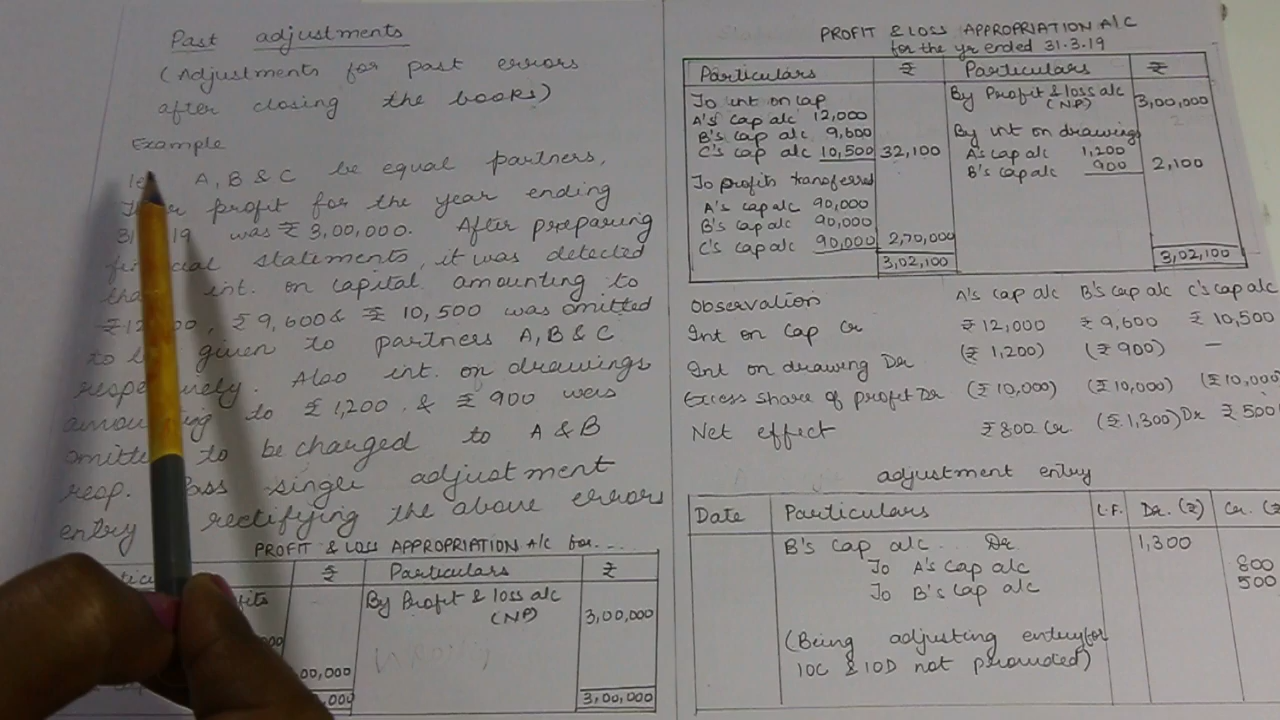 Past adjustments
(Adjustments for past errors
after closing the books)
Example
A, B & C be equal partners,
profit for the year ending
19 was ₹ 3,00,000. After preparing
statements, it was detected
int. on capital amounting to
₹ 9,600 & ₹ 10,500 was omitted
to given to partners A, B & C
Also int. on drawings
to ₹ 1,200 & ₹ 900 was
to be charged to A & B
resp. single adjustment
entry rectifying the above errors
PROFIT & LOSS APPROPRIATION A/c for....
₹ Particulars ₹
By Profit & loss a/c 3,00,000
(NP)
3,00,000
PROFIT & LOSS APPROPRIATION A/C
for the yr ended 31.3.19
Particulars ₹ Particulars ₹
To int on cap By Profit & loss a/c 3,00,000
A's cap a/c 12,000 (NP)
B's cap a/c 9,600 By int on drawings
C's cap a/c 10,500 32,100 A's cap a/c 1,200
To profits transferred B's cap a/c 900 2,100
A's cap a/c 90,000
B's cap a/c 90,000
C's cap a/c 90,000 2,70,000
3,02,100 3,02,100
Observation A's cap a/c B's cap a/c C's cap a/c
Int on cap Cr ₹ 12,000 ₹ 9,600 ₹ 10,500
Int on drawing Dr (₹ 1,200) (₹ 900) —
Excess share of profit Dr (₹ 10,000) (₹ 10,000) (₹ 10,000
Net effect ₹ 800 Cr. (₹ 1,300) Dr ₹ 500
adjustment entry
Date Particulars L.F. Dr. (₹) Cr. (₹
B's cap a/c .. Dr 1,300
To A's cap a/c 800
To B's cap a/c 500
(Being adjusting entry for
IOC & IOD not provided)